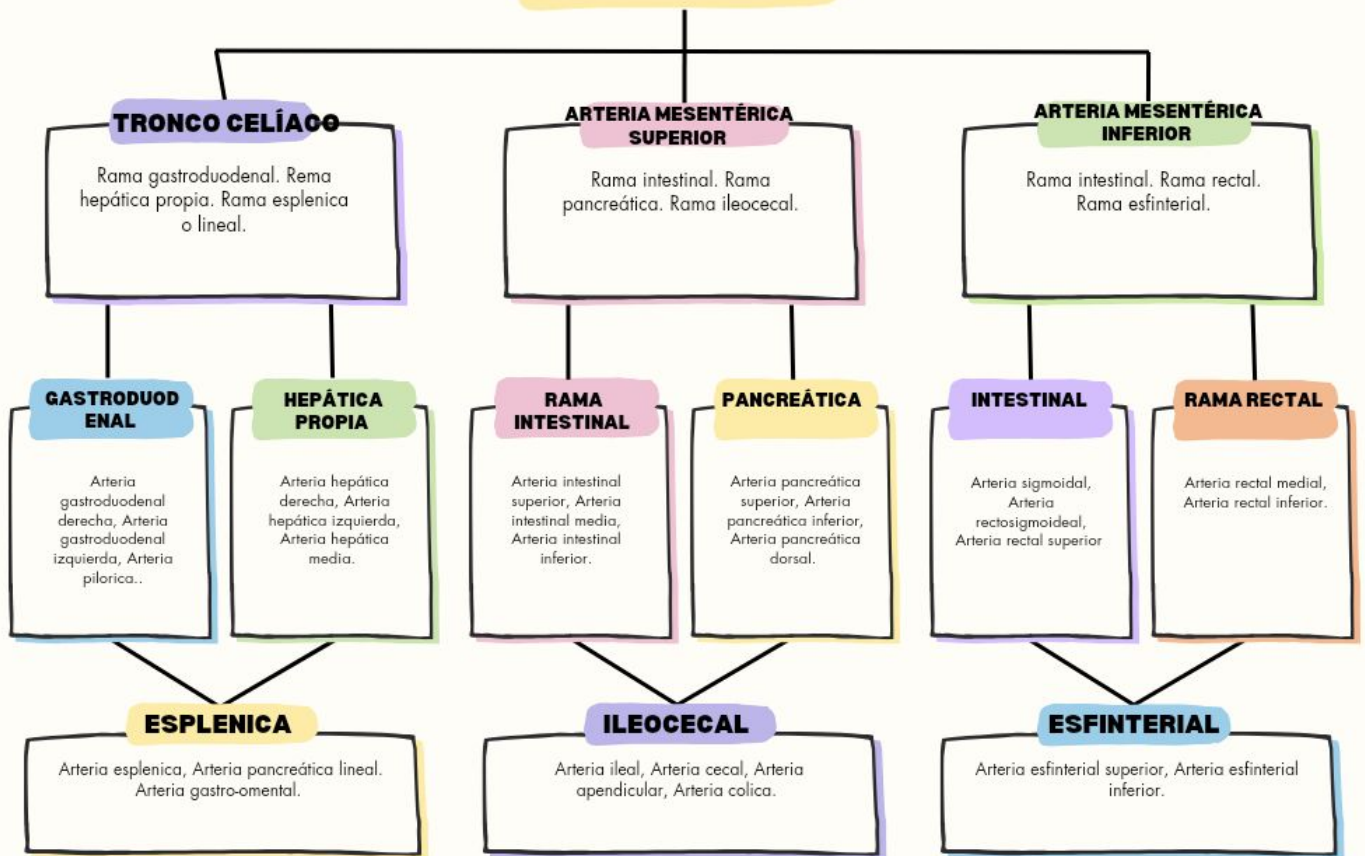 TRONCO CELÍACO
Rama gastroduodenal. Rema
hepática propia. Rama esplenica
o lineal.
ARTERIA MESENTÉRICA
SUPERIOR
Rama intestinal. Rama
pancreática. Rama ileocecal.
ARTERIA MESENTÉRICA
INFERIOR
Rama intestinal. Rama rectal.
Rama esfinterial.
GASTRODUOD
ENAL
Arteria
gastroduodenal
derecha, Arteria
gastroduodenal
izquierda, Arteria
pilorica..
HEPÁTICA
PROPIA
Arteria hepática
derecha, Arteria
hepática izquierda,
Arteria hepática
media.
RAMA
INTESTINAL
Arteria intestinal
superior, Arteria
intestinal media,
Arteria intestinal
inferior.
PANCREÁTICA
Arteria pancreática
superior, Arteria
pancreática inferior,
Arteria pancreática
dorsal.
INTESTINAL
Arteria sigmoidal,
Arteria
rectosigmoideal,
Arteria rectal superior
RAMA RECTAL
Arteria rectal medial,
Arteria rectal inferior.
ESPLENICA
Arteria esplenica, Arteria pancreática lineal.
Arteria gastro-omental.
ILEOCECAL
Arteria ileal, Arteria cecal, Arteria
apendicular, Arteria colica.
ESFINTERIAL
Arteria esfinterial superior, Arteria esfinterial
inferior.